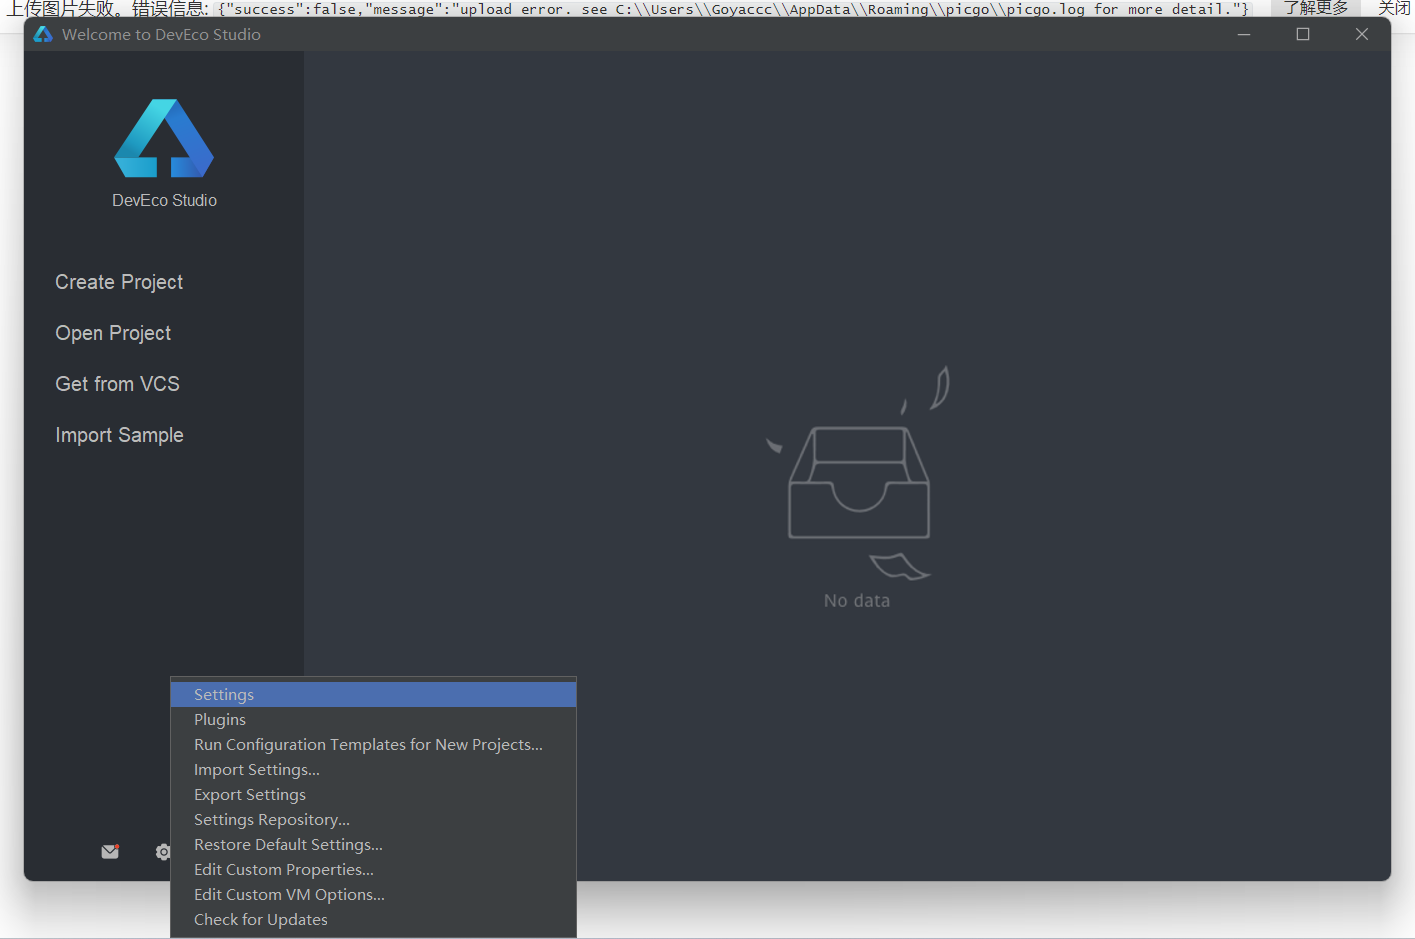 上传图片失败。错误信息: {"success":false,"message":"upload error. see C:\\Users\\Goyaccc\\AppData\\Roaming\\picgo\\picgo.log for more detail."} 了解更多 关闭
Welcome to DevEco Studio
DevEco Studio
Create Project
Open Project
Get from VCS
Import Sample
No data
Settings
Plugins
Run Configuration Templates for New Projects...
Import Settings...
Export Settings
Settings Repository...
Restore Default Settings...
Edit Custom Properties...
Edit Custom VM Options...
Check for Updates